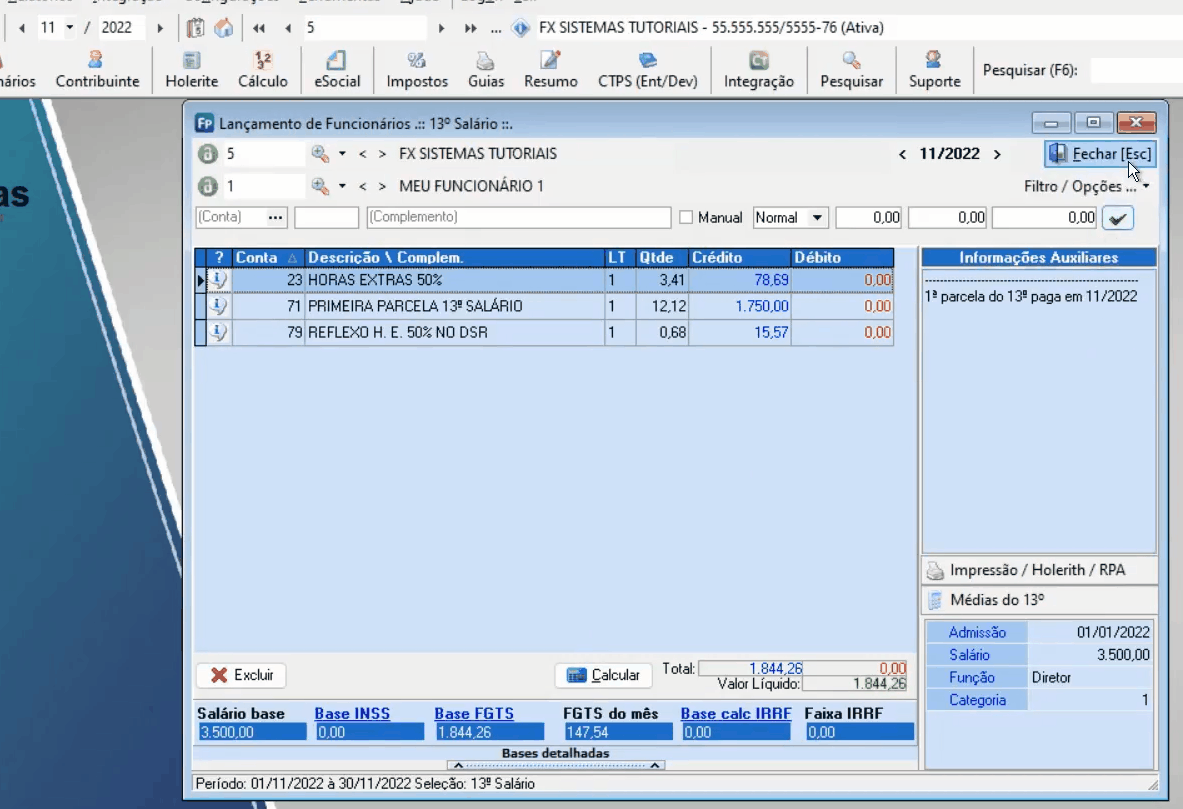 11 / 2022 5 ... FX SISTEMAS TUTORIAIS - 55.555.555/5555-76 (Ativa)
nários Contribuinte Holerite Cálculo eSocial Impostos Guias Resumo CTPS (Ent/Dev) Integração Pesquisar Suporte Pesquisar (F6):
as
Fp Lançamento de Funcionários .:: 13º Salário ::.
5 < > FX SISTEMAS TUTORIAIS < 11/2022 > Fechar [Esc]
1 < > MEU FUNCIONÁRIO 1 Filtro / Opções ...
(Conta) ... (Complemento) Manual Normal 0,00 0,00 0,00
? Conta Descrição \ Complem. LT Qtde Crédito Débito Informações Auxiliares
23 HORAS EXTRAS 50% 1 3,41 78,69 0,00
1ª parcela do 13º paga em 11/2022
71 PRIMEIRA PARCELA 13º SALÁRIO 1 12,12 1.750,00 0,00
79 REFLEXO H. E. 50% NO DSR 1 0,68 15,57 0,00
Impressão / Holerith / RPA
Médias do 13º
Admissão 01/01/2022
Salário 3.500,00
Função Diretor
Categoria 1
Excluir Calcular Total: 1.844,26 0,00
Valor Líquido: 1.844,26
Salário base Base INSS Base FGTS FGTS do mês Base calc IRRF Faixa IRRF
3.500,00 0,00 1.844,26 147,54 0,00 0,00
Bases detalhadas
Período: 01/11/2022 à 30/11/2022 Seleção: 13º Salário